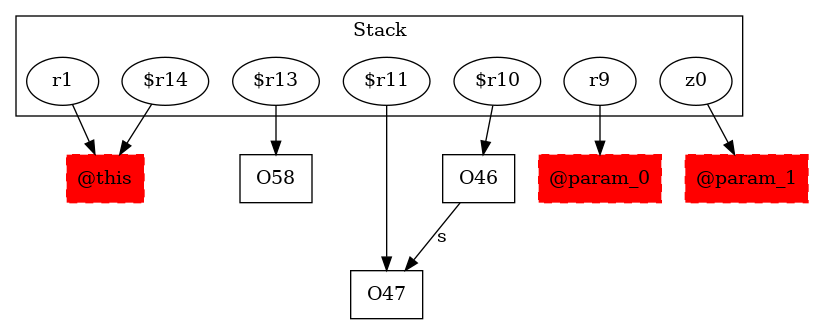 Stack
r1 $r14 $r13 $r11 $r10 r9 z0
@this O58 O46 @param_0 @param_1
s
O47